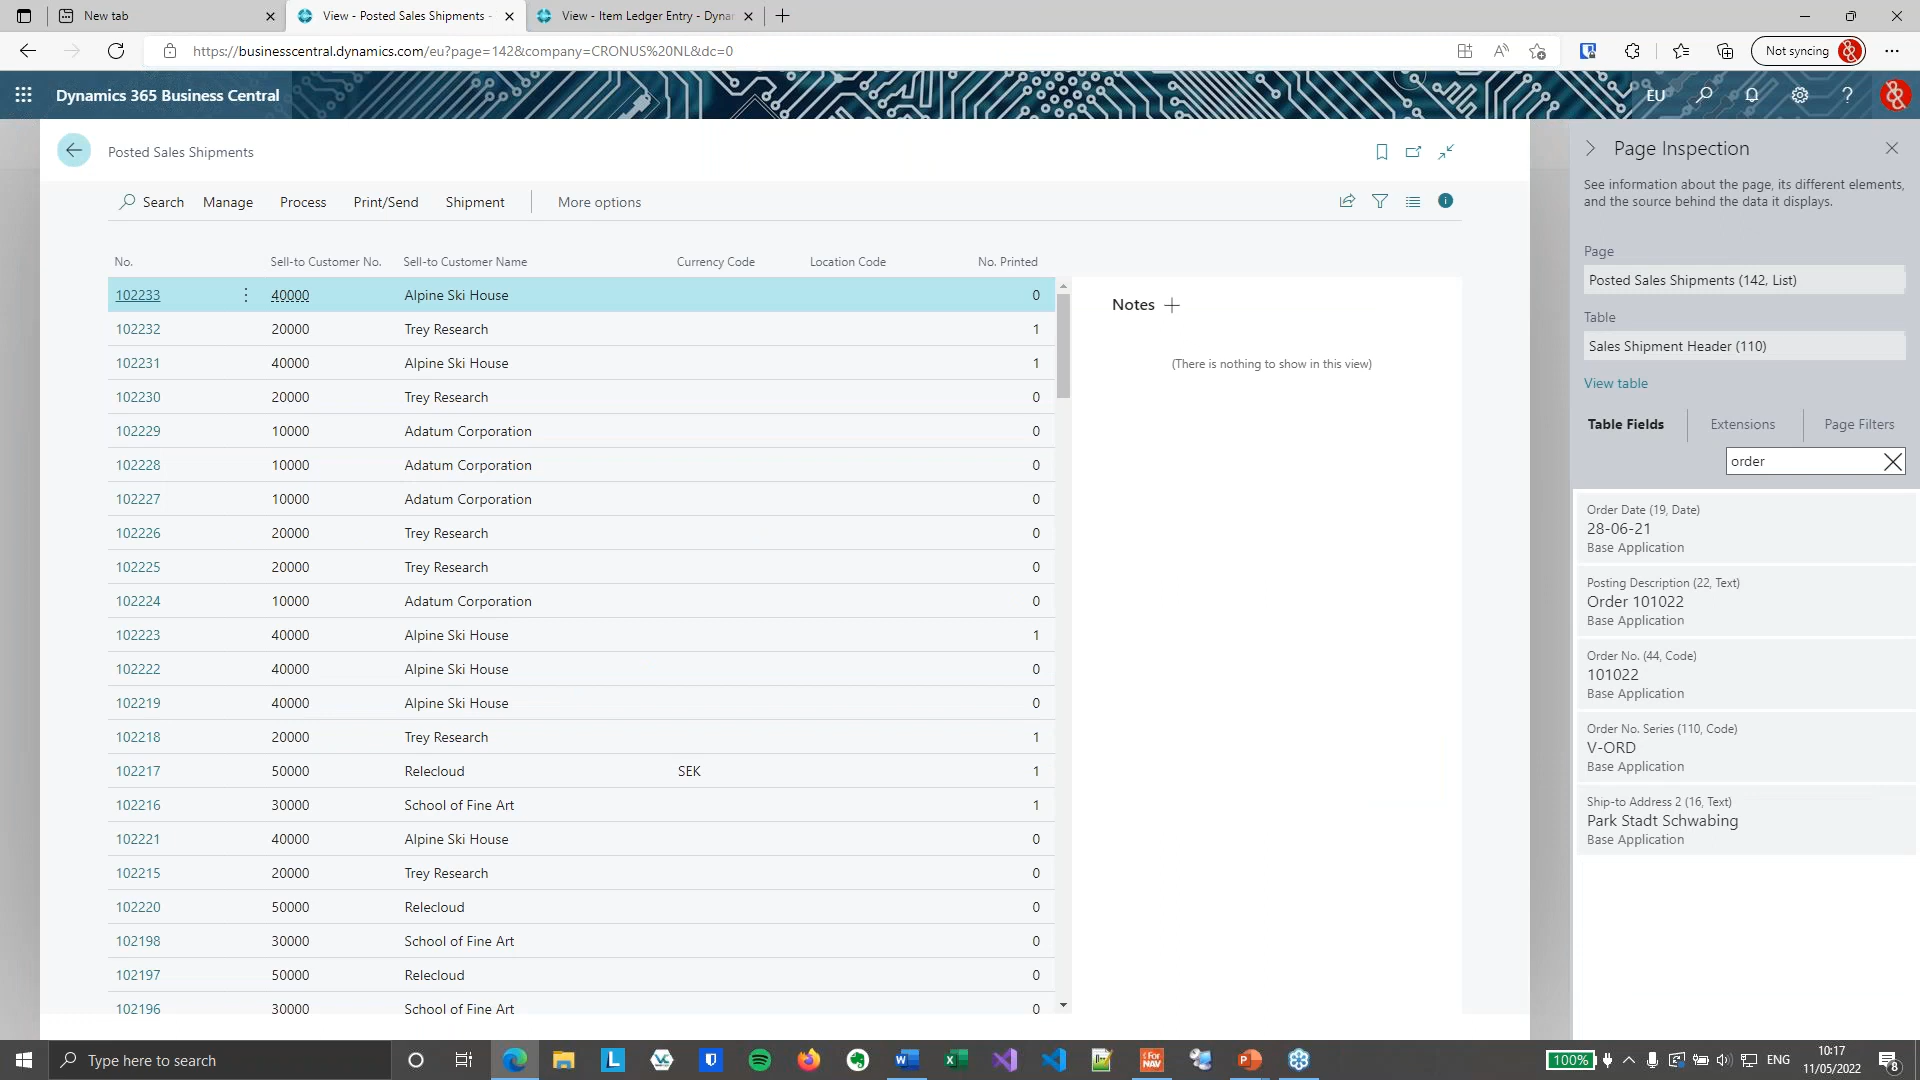 New tab
View - Posted Sales Shipments -
View - Item Ledger Entry - Dynar
https://businesscentral.dynamics.com/eu?page=142&company=CRONUS%20NL&dc=0
Not syncing
Dynamics 365 Business Central
EU
Posted Sales Shipments
Search Manage Process Print/Send Shipment More options
No. Sell-to Customer No. Sell-to Customer Name Currency Code Location Code No. Printed
102233 40000 Alpine Ski House 0
102232 20000 Trey Research 1
102231 40000 Alpine Ski House 1
102230 20000 Trey Research 0
102229 10000 Adatum Corporation 0
102228 10000 Adatum Corporation 0
102227 10000 Adatum Corporation 0
102226 20000 Trey Research 0
102225 20000 Trey Research 0
102224 10000 Adatum Corporation 0
102223 40000 Alpine Ski House 1
102222 40000 Alpine Ski House 0
102219 40000 Alpine Ski House 0
102218 20000 Trey Research 1
102217 50000 Relecloud SEK 1
102216 30000 School of Fine Art 1
102221 40000 Alpine Ski House 0
102215 20000 Trey Research 0
102220 50000 Relecloud 0
102198 30000 School of Fine Art 0
102197 50000 Relecloud 0
102196 30000 School of Fine Art 0
Notes
(There is nothing to show in this view)
Page Inspection
See information about the page, its different elements,
and the source behind the data it displays.
Page
Posted Sales Shipments (142, List)
Table
Sales Shipment Header (110)
View table
Table Fields Extensions Page Filters
order
Order Date (19, Date)
28-06-21
Base Application
Posting Description (22, Text)
Order 101022
Base Application
Order No. (44, Code)
101022
Base Application
Order No. Series (110, Code)
V-ORD
Base Application
Ship-to Address 2 (16, Text)
Park Stadt Schwabing
Base Application
Type here to search
100%
ENG
10:17
11/05/2022
8